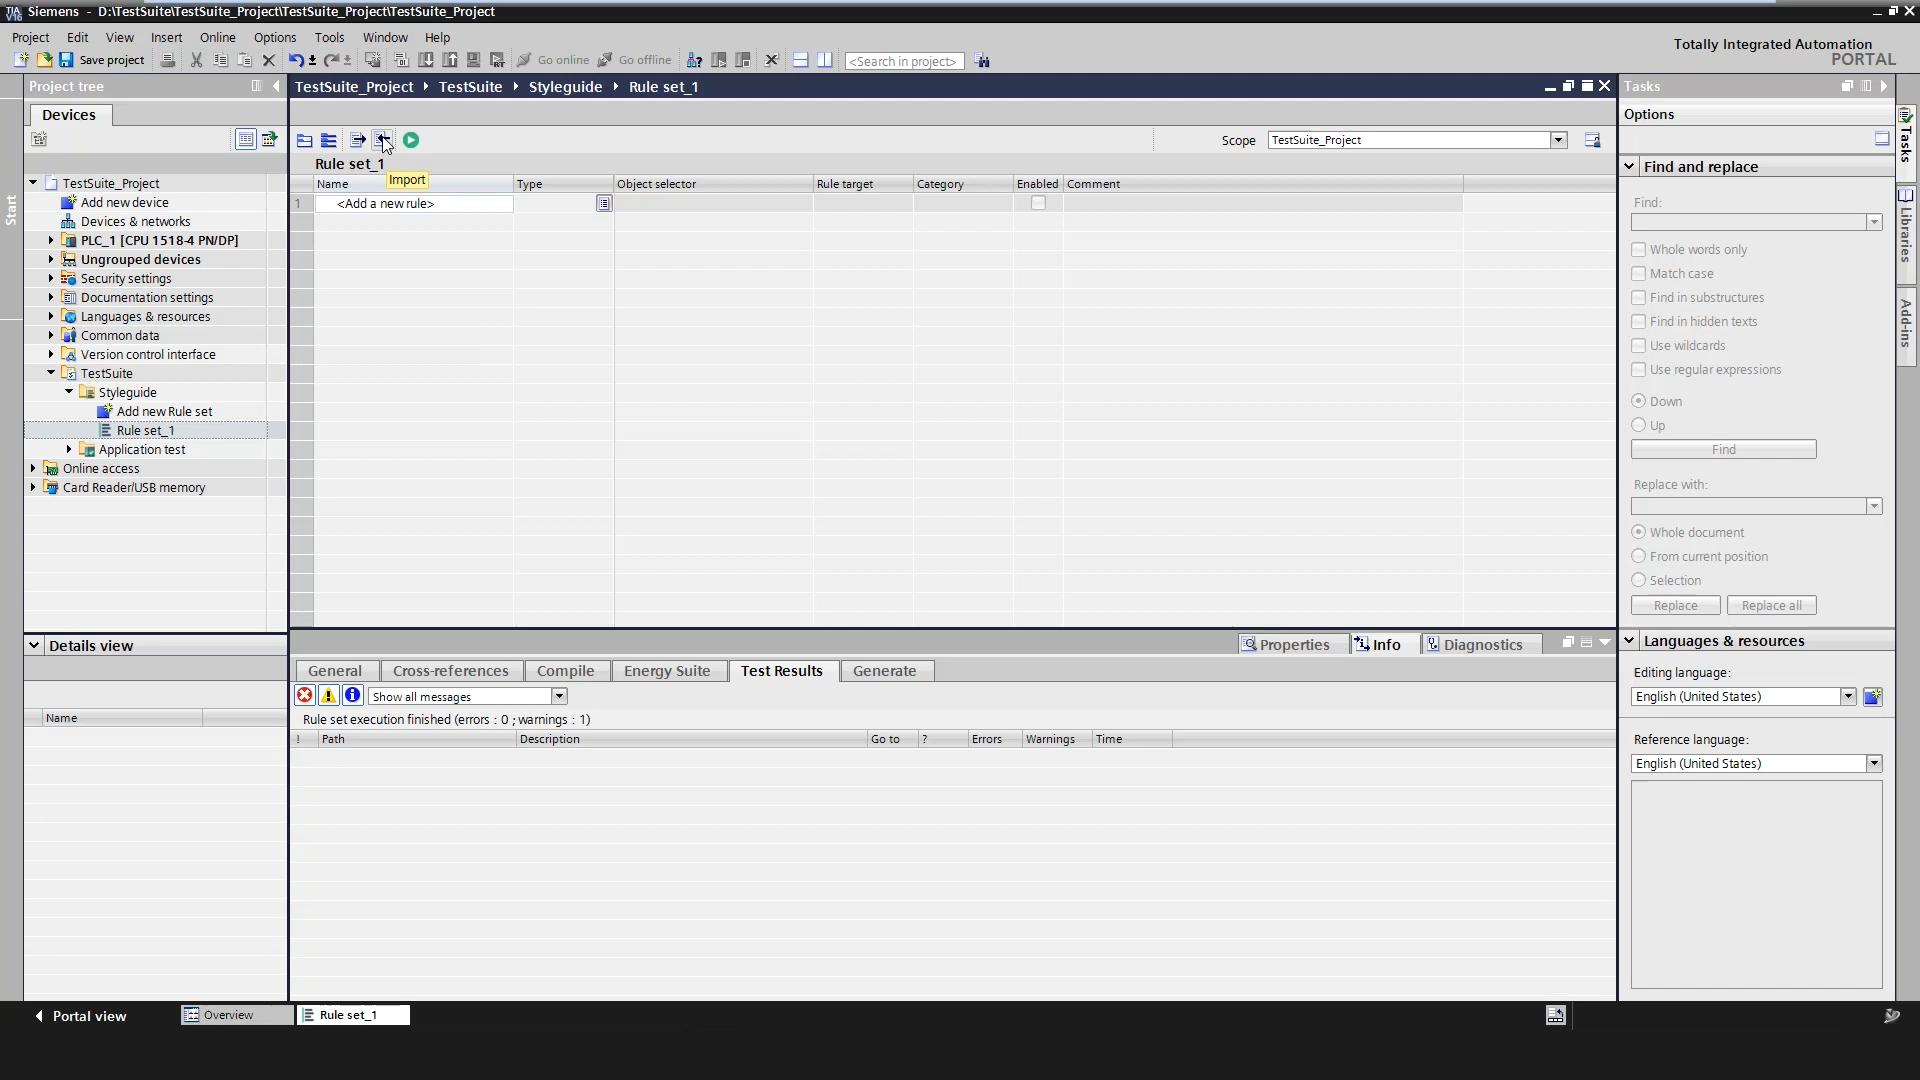 Siemens - D:\TestSuite\TestSuite_Project\TestSuite_Project\TestSuite_Project
Project Edit View Insert Online Options Tools Window Help
Totally Integrated Automation
PORTAL
Save project Go online Go offline <Search in project>
Project tree
Devices
Start
TestSuite_Project
Add new device
Devices & networks
PLC_1 [CPU 1518-4 PN/DP]
Ungrouped devices
Security settings
Documentation settings
Languages & resources
Common data
Version control interface
TestSuite
Styleguide
Add new Rule set
Rule set_1
Application test
Online access
Card Reader/USB memory
Details view
Name
TestSuite_Project TestSuite Styleguide Rule set_1
Scope TestSuite_Project
Rule set_1
Import
Name Type Object selector Rule target Category Enabled Comment
1 <Add a new rule>
Properties Info Diagnostics
General Cross-references Compile Energy Suite Test Results Generate
Show all messages
Rule set execution finished (errors : 0 ; warnings : 1)
! Path Description Go to ? Errors Warnings Time
Tasks
Options
Find and replace
Find:
Whole words only
Match case
Find in substructures
Find in hidden texts
Use wildcards
Use regular expressions
Down
Up
Find
Replace with:
Whole document
From current position
Selection
Replace Replace all
Languages & resources
Editing language:
English (United States)
Reference language:
English (United States)
Tasks
Libraries
Add-ins
Portal view Overview Rule set_1